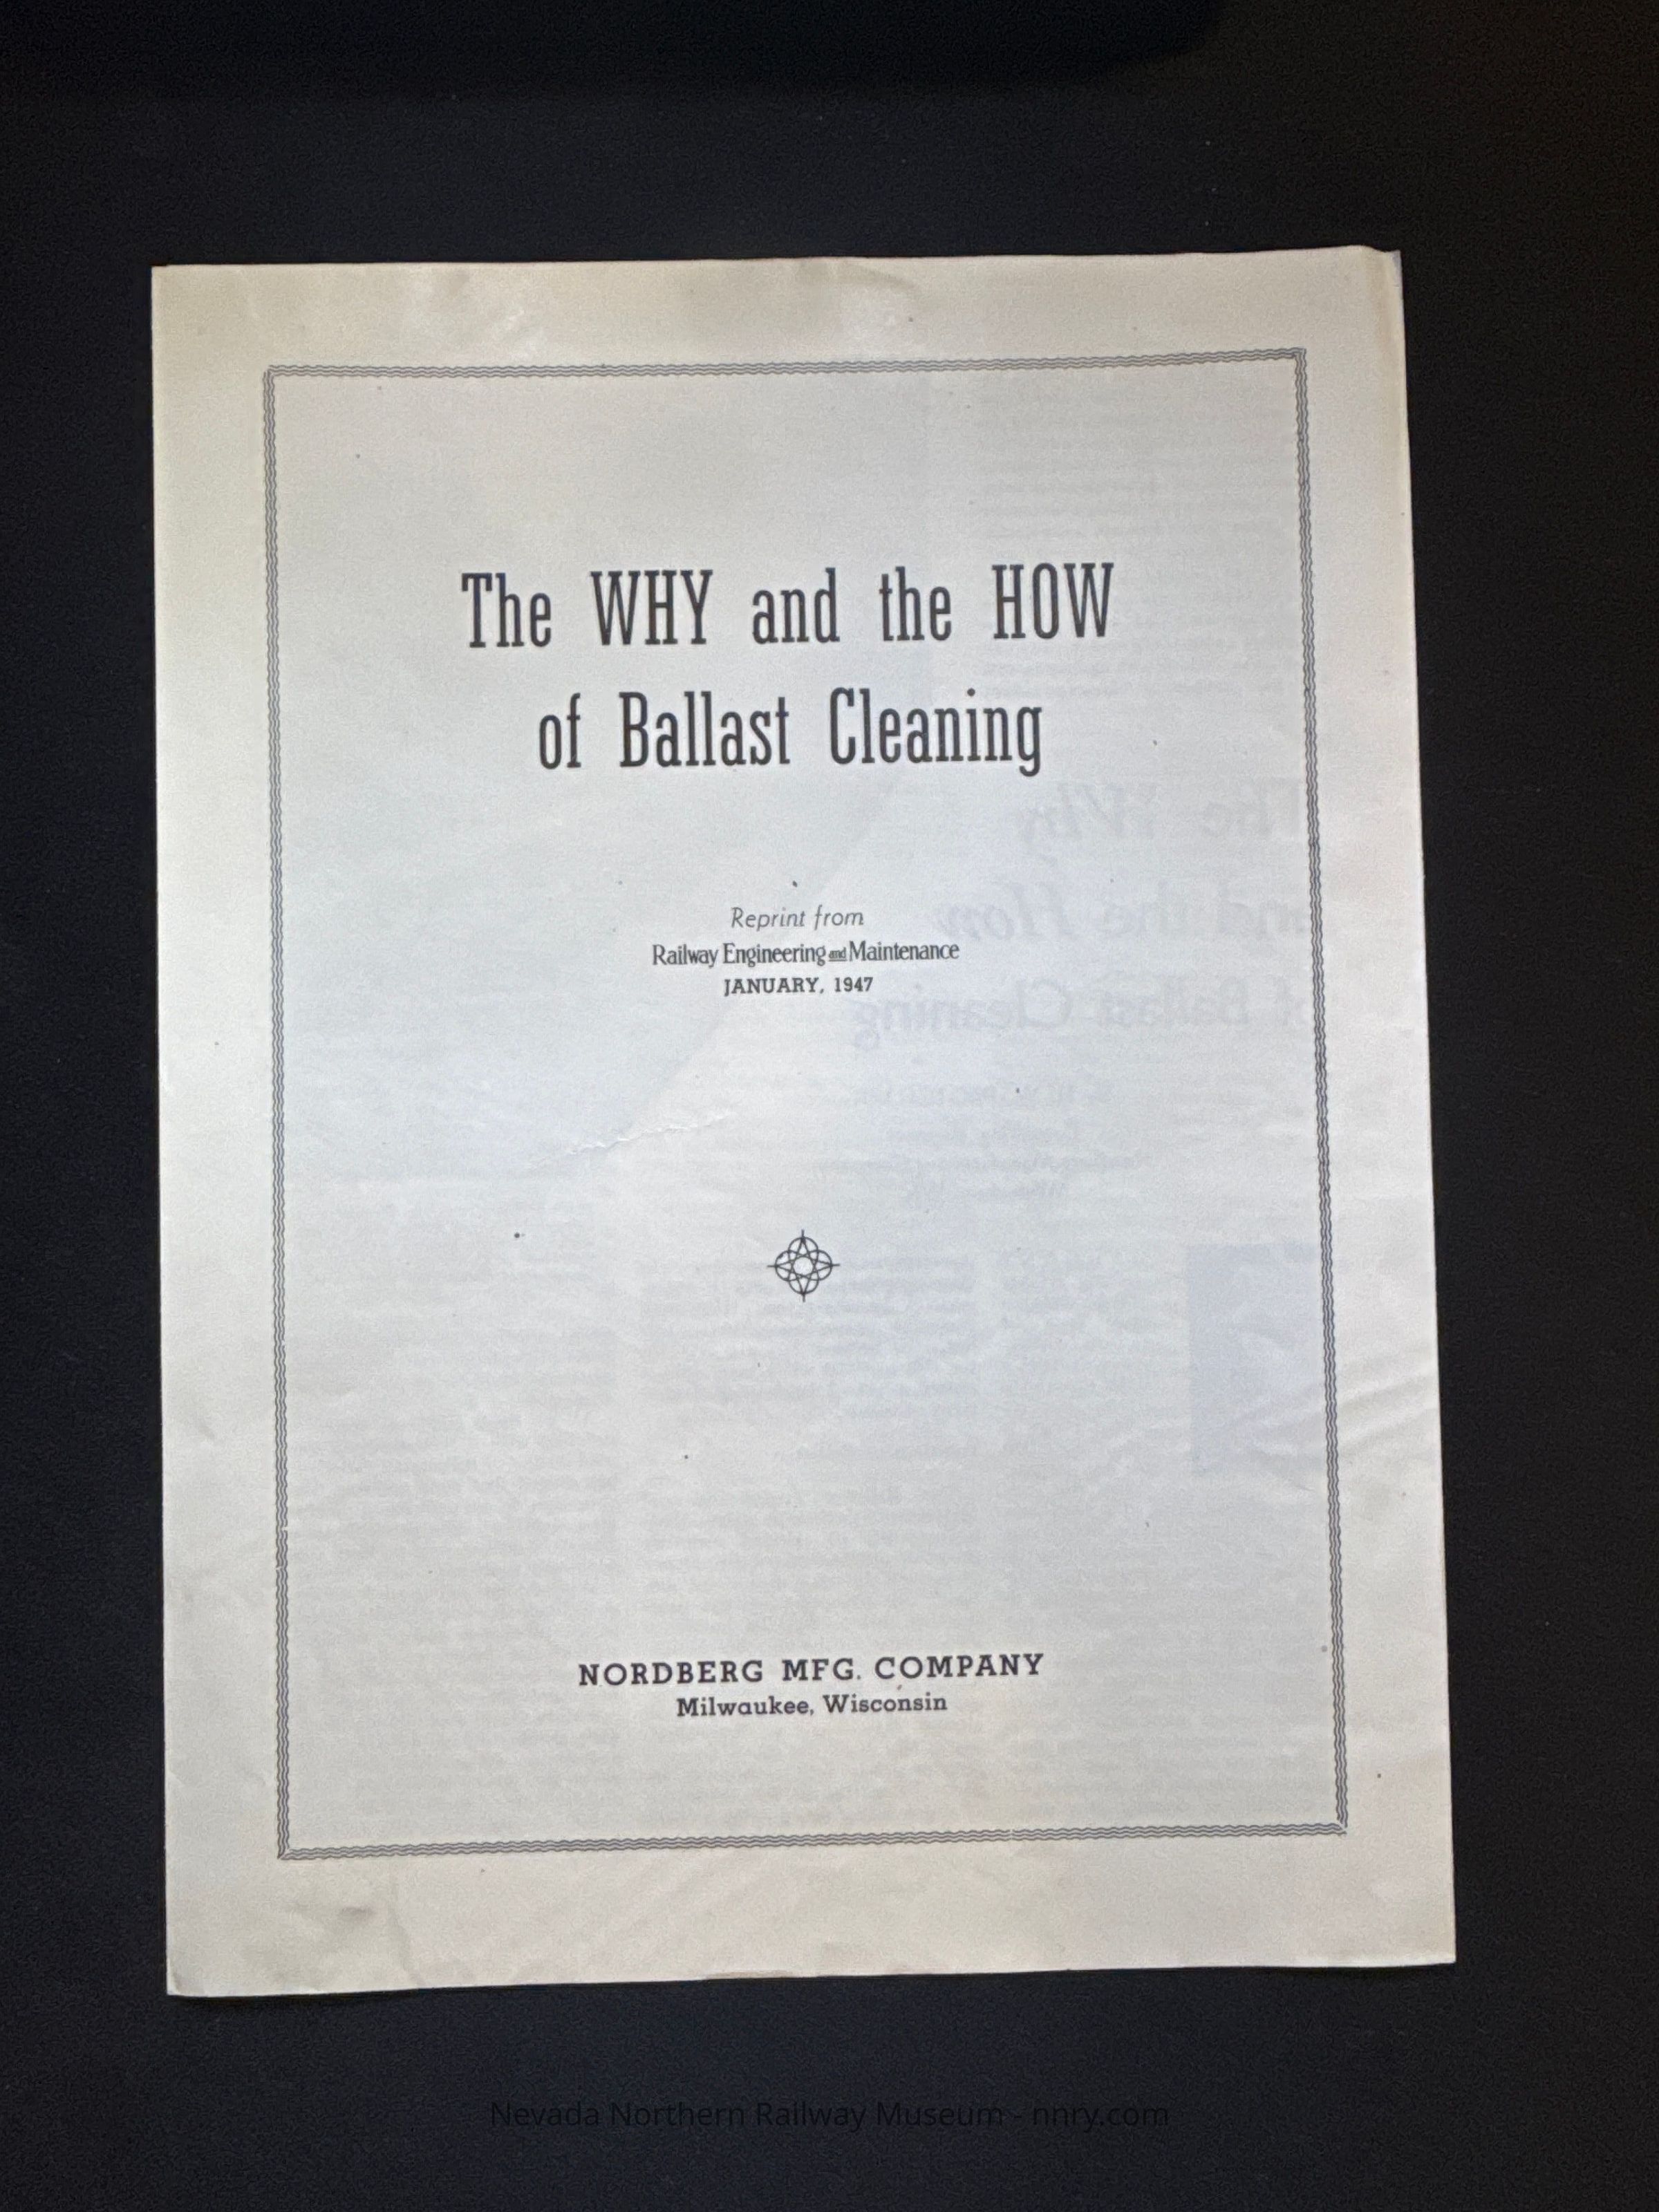 The WHY and the HOW
of Ballast Cleaning
Reprint from
Railway Engineering and Maintenance
JANUARY, 1947
NORDBERG MFG. COMPANY
Milwaukee, Wisconsin
Nevada Northern Railway Museum - nnry.com